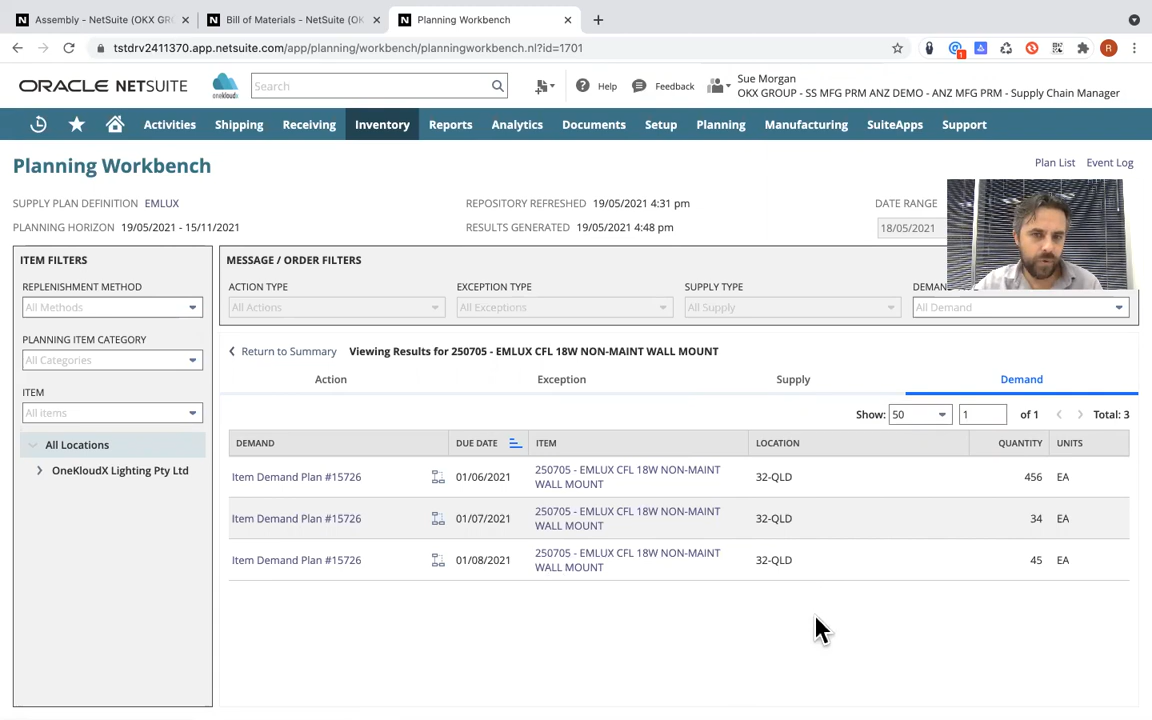 Assembly - NetSuite (OKX GR
Bill of Materials - NetSuite (OK
Planning Workbench
tstdrv2411370.app.netsuite.com/app/planning/workbench/planningworkbench.nl?id=1701
1
R
ORACLE NETSUITE
onekloudx
Search
Help
Feedback
Sue Morgan
OKX GROUP - SS MFG PRM ANZ DEMO - ANZ MFG PRM - Supply Chain Manager
Activities
Shipping
Receiving
Inventory
Reports
Analytics
Documents
Setup
Planning
Manufacturing
SuiteApps
Support
Planning Workbench
Plan List
Event Log
SUPPLY PLAN DEFINITION EMLUX
REPOSITORY REFRESHED 19/05/2021 4:31 pm
DATE RANGE
PLANNING HORIZON 19/05/2021 - 15/11/2021
RESULTS GENERATED 19/05/2021 4:48 pm
18/05/2021
ITEM FILTERS
REPLENISHMENT METHOD
All Methods
PLANNING ITEM CATEGORY
All Categories
ITEM
All items
All Locations
OneKloudX Lighting Pty Ltd
MESSAGE / ORDER FILTERS
ACTION TYPE
EXCEPTION TYPE
SUPPLY TYPE
All Actions
All Exceptions
All Supply
All Demand
Return to Summary
Viewing Results for 250705 - EMLUX CFL 18W NON-MAINT WALL MOUNT
Action
Exception
Supply
Demand
Show: 50 1 of 1 Total: 3
DEMAND DUE DATE ITEM LOCATION QUANTITY UNITS
Item Demand Plan #15726 01/06/2021 250705 - EMLUX CFL 18W NON-MAINT 32-QLD 456 EA
WALL MOUNT
Item Demand Plan #15726 01/07/2021 250705 - EMLUX CFL 18W NON-MAINT 32-QLD 34 EA
WALL MOUNT
Item Demand Plan #15726 01/08/2021 250705 - EMLUX CFL 18W NON-MAINT 32-QLD 45 EA
WALL MOUNT